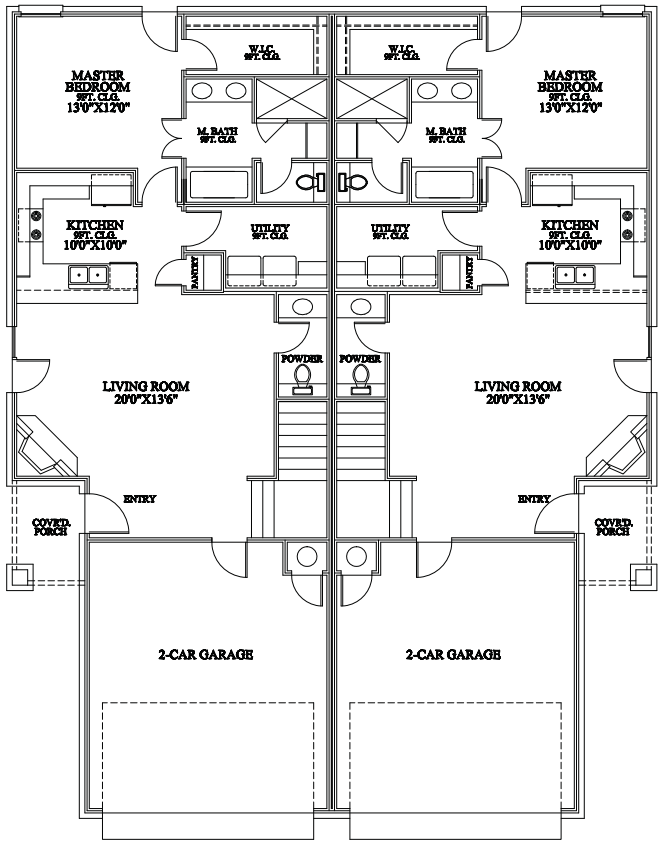 W.I.C.
9FT. CLG.
W.I.C.
9FT. CLG.
MASTER
BEDROOM
9FT. CLG.
13'0"X12'0"
MASTER
BEDROOM
9FT. CLG.
13'0"X12'0"
M. BATH
9FT. CLG.
M. BATH
9FT. CLG.
KITCHEN
9FT. CLG.
10'0"X10'0"
UTILITY
9FT. CLG.
UTILITY
9FT. CLG.
KITCHEN
9FT. CLG.
10'0"X10'0"
PANTRY
PANTRY
POWDER
POWDER
LIVING ROOM
20'0"X13'6"
LIVING ROOM
20'0"X13'6"
ENTRY
ENTRY
COVR'D.
PORCH
COVR'D.
PORCH
2-CAR GARAGE
2-CAR GARAGE